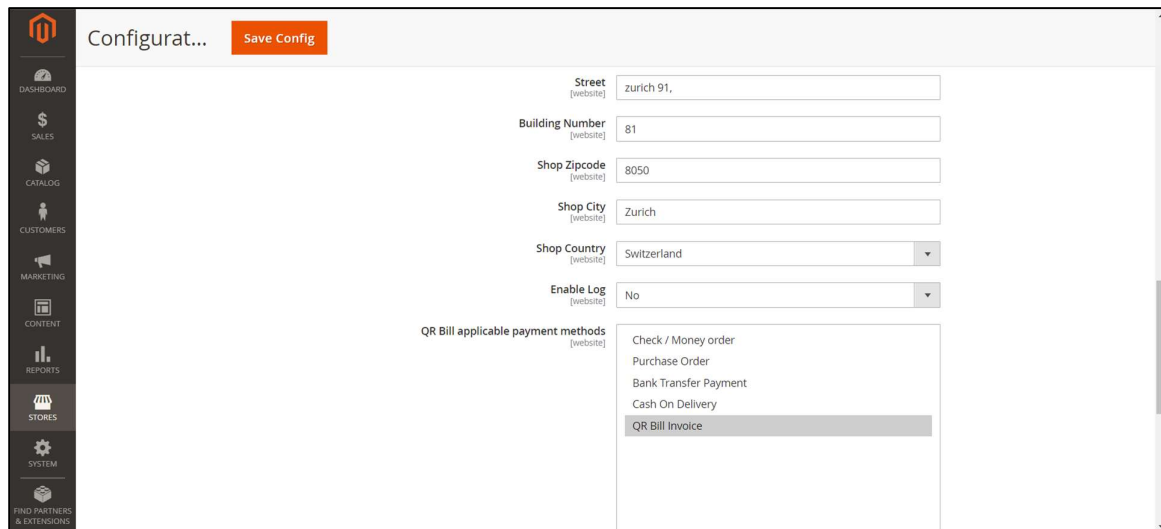 Configurat...
Save Config
DASHBOARD
SALES
CATALOG
CUSTOMERS
MARKETING
CONTENT
REPORTS
STORES
SYSTEM
FIND PARTNERS
& EXTENSIONS
Street
[website]
zurich 91,
Building Number
[website]
81
Shop Zipcode
[website]
8050
Shop City
[website]
Zurich
Shop Country
[website]
Switzerland
Enable Log
[website]
No
QR Bill applicable payment methods
[website]
Check / Money order
Purchase Order
Bank Transfer Payment
Cash On Delivery
QR Bill Invoice